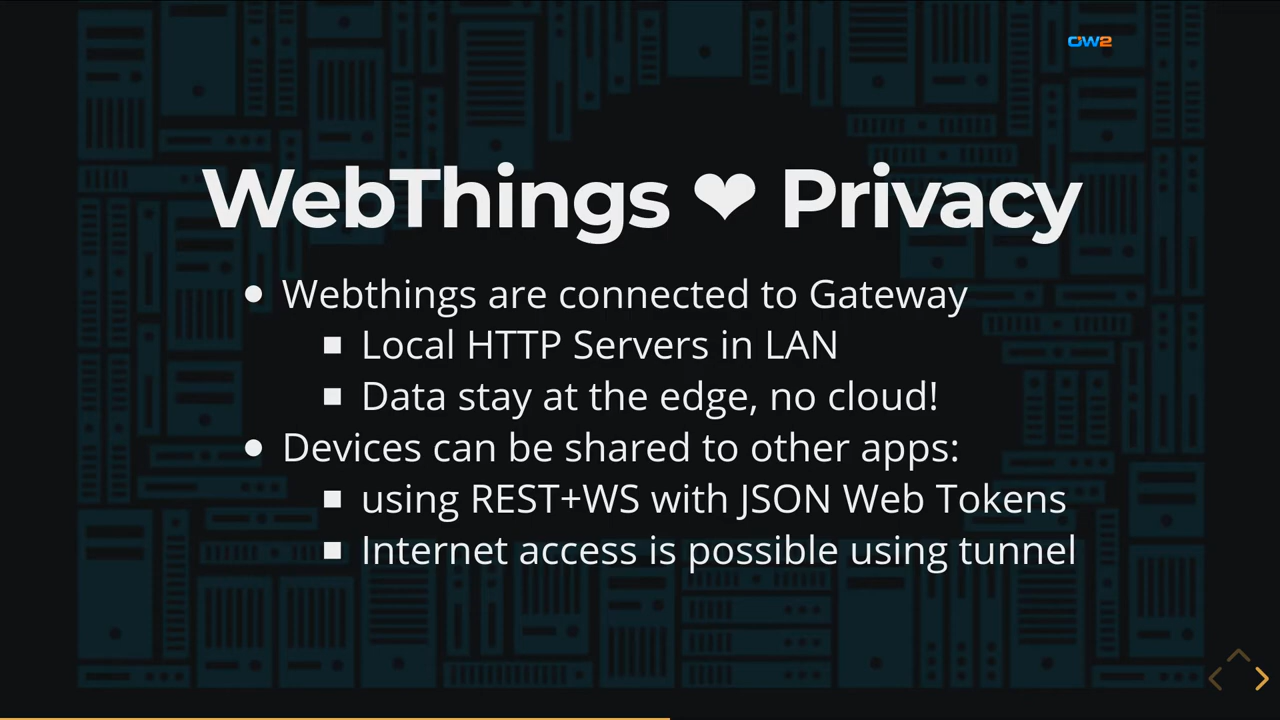 OW2
WebThings ❤ Privacy
● Webthings are connected to Gateway
■ Local HTTP Servers in LAN
■ Data stay at the edge, no cloud!
● Devices can be shared to other apps:
■ using REST+WS with JSON Web Tokens
■ Internet access is possible using tunnel